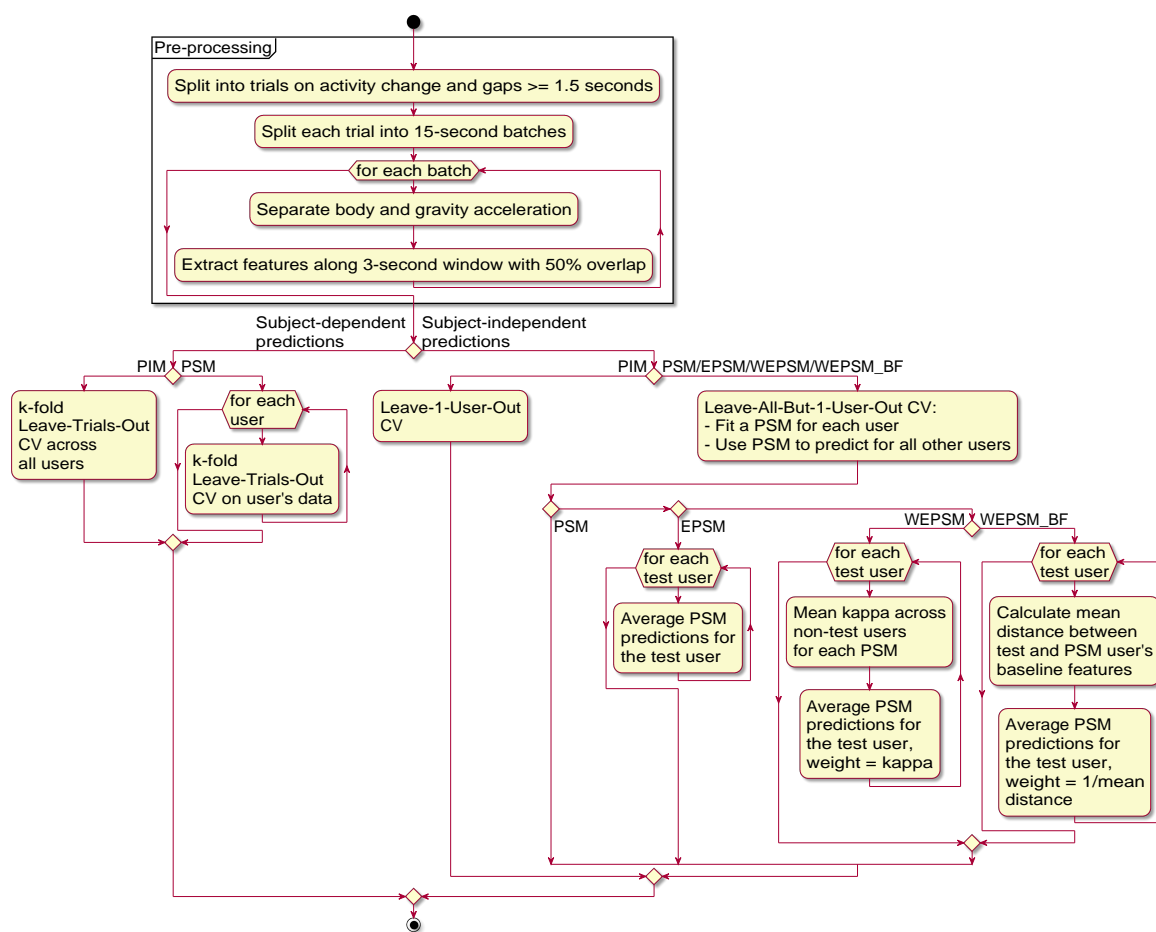 Pre-processing
Split into trials on activity change and gaps >= 1.5 seconds
Split each trial into 15-second batches
for each batch
Separate body and gravity acceleration
Extract features along 3-second window with 50% overlap
Subject-dependent
predictions
Subject-independent
predictions
PIM
PSM
k-fold
Leave-Trials-Out
CV across
all users
for each
user
k-fold
Leave-Trials-Out
CV on user's data
PIM
PSM/EPSM/WEPSM/WEPSM_BF
Leave-1-User-Out
CV
Leave-All-But-1-User-Out CV:
- Fit a PSM for each user
- Use PSM to predict for all other users
PSM
EPSM
for each
test user
Average PSM
predictions for
the test user
WEPSM
WEPSM_BF
for each
test user
Mean kappa across
non-test users
for each PSM
Average PSM
predictions for
the test user,
weight = kappa
for each
test user
Calculate mean
distance between
test and PSM user's
baseline features
Average PSM
predictions for
the test user,
weight = 1/mean
distance